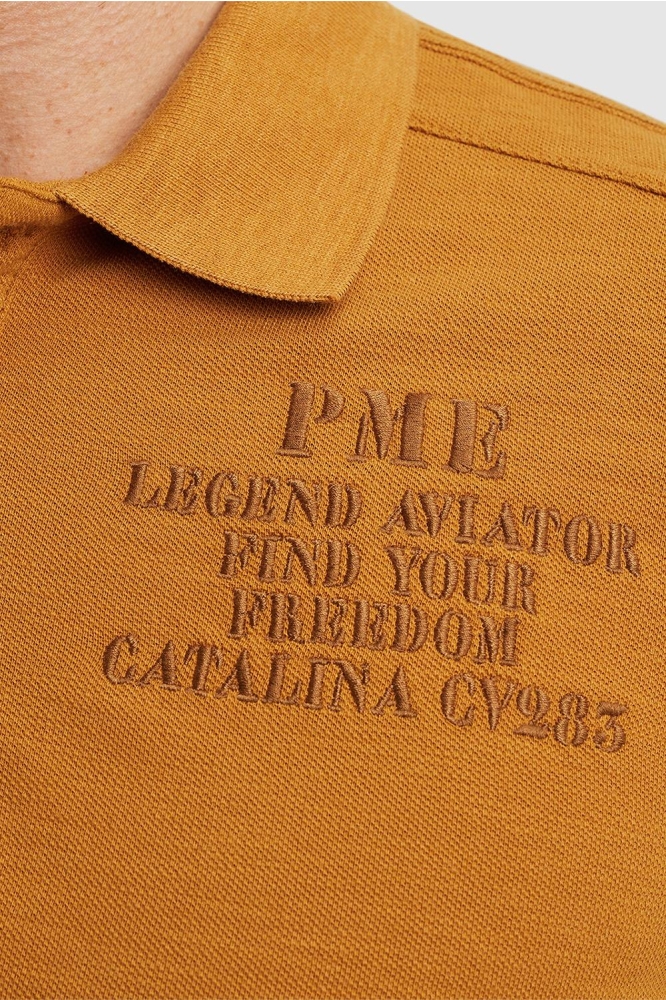 PME
LEGEND AVIATOR
FIND YOUR
FREEDOM
CATALINA CV283